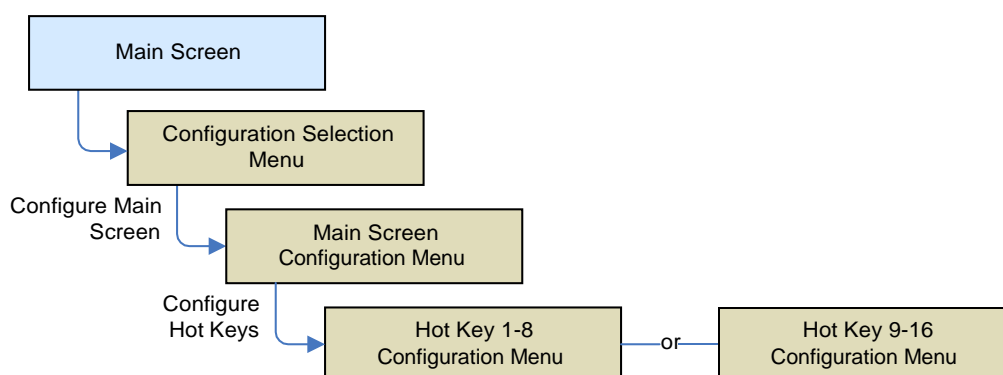 Main Screen
Configuration Selection
Menu
Configure Main
Screen
Main Screen
Configuration Menu
Configure
Hot Keys
Hot Key 1-8
Configuration Menu
or
Hot Key 9-16
Configuration Menu